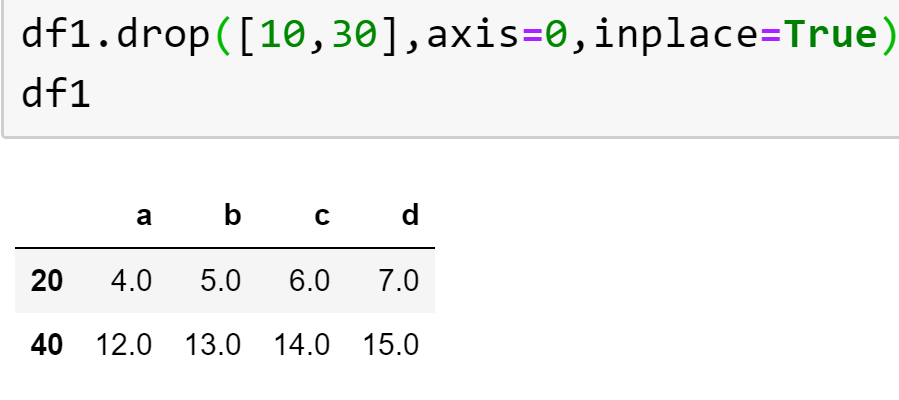 df1.drop([10,30],axis=0,inplace=True)
df1
a b c d
20 4.0 5.0 6.0 7.0
40 12.0 13.0 14.0 15.0